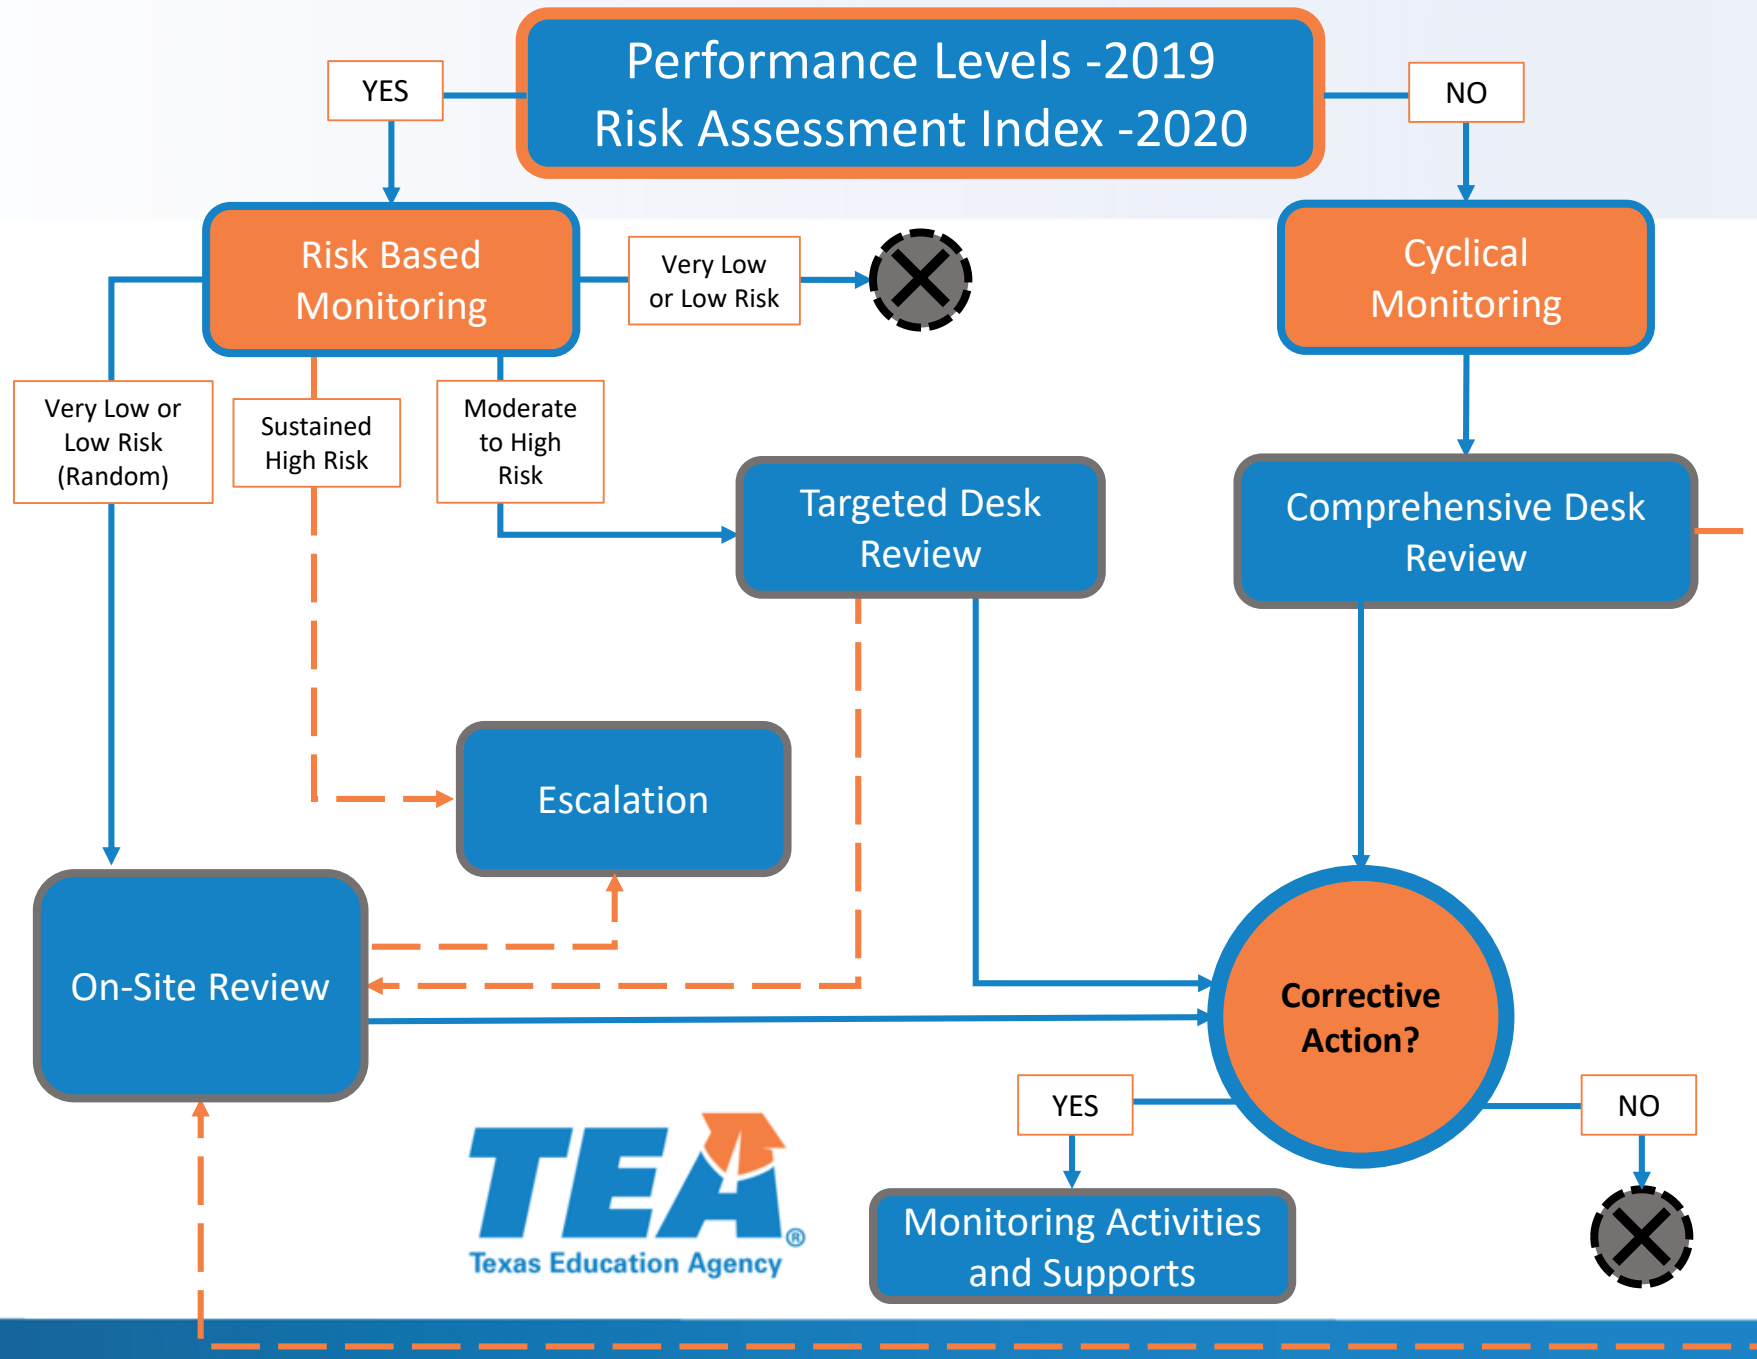 Performance Levels -2019
Risk Assessment Index -2020
YES
NO
Risk Based
Monitoring
Very Low
or Low Risk
Cyclical
Monitoring
Very Low or
Low Risk
(Random)
Sustained
High Risk
Moderate
to High
Risk
Targeted Desk
Review
Comprehensive Desk
Review
Escalation
On-Site Review
Corrective
Action?
YES
NO
TEA®
Texas Education Agency
Monitoring Activities
and Supports